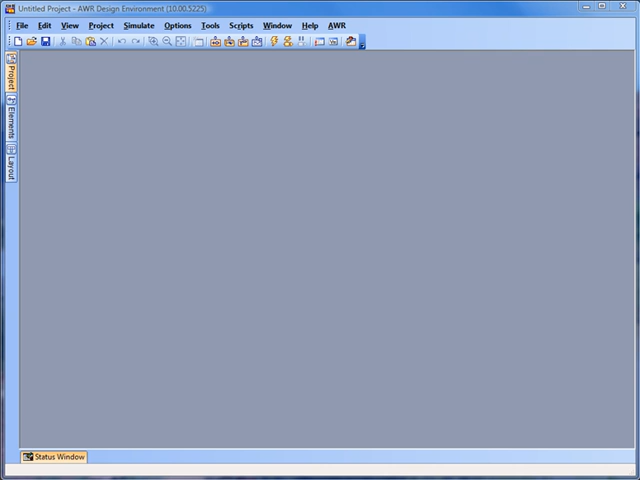 Untitled Project - AWR Design Environment (10.00.5225)
File Edit View Project Simulate Options Tools Scripts Window Help AWR
Project
Elements
Layout
Status Window